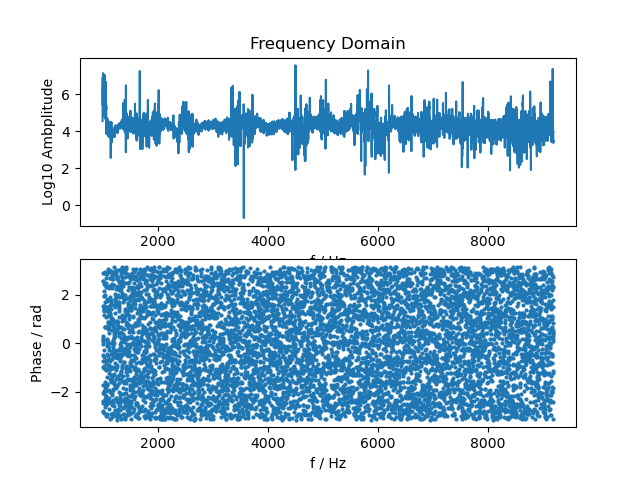 Frequency Domain
6
4
2
0
Log10 Ambplitude
2000 4000 6000 8000
f / Hz
2
0
−2
Phase / rad
2000 4000 6000 8000
f / Hz